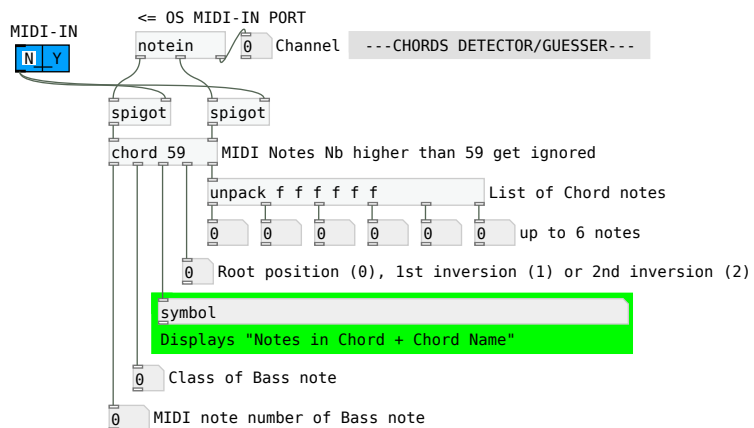 <= OS MIDI-IN PORT
MIDI-IN
notein
0 Channel
---CHORDS DETECTOR/GUESSER---
N Y
spigot spigot
chord 59 MIDI Notes Nb higher than 59 get ignored
unpack f f f f f f List of Chord notes
0 0 0 0 0 0 up to 6 notes
0 Root position (0), 1st inversion (1) or 2nd inversion (2)
symbol
Displays "Notes in Chord + Chord Name"
0 Class of Bass note
0 MIDI note number of Bass note